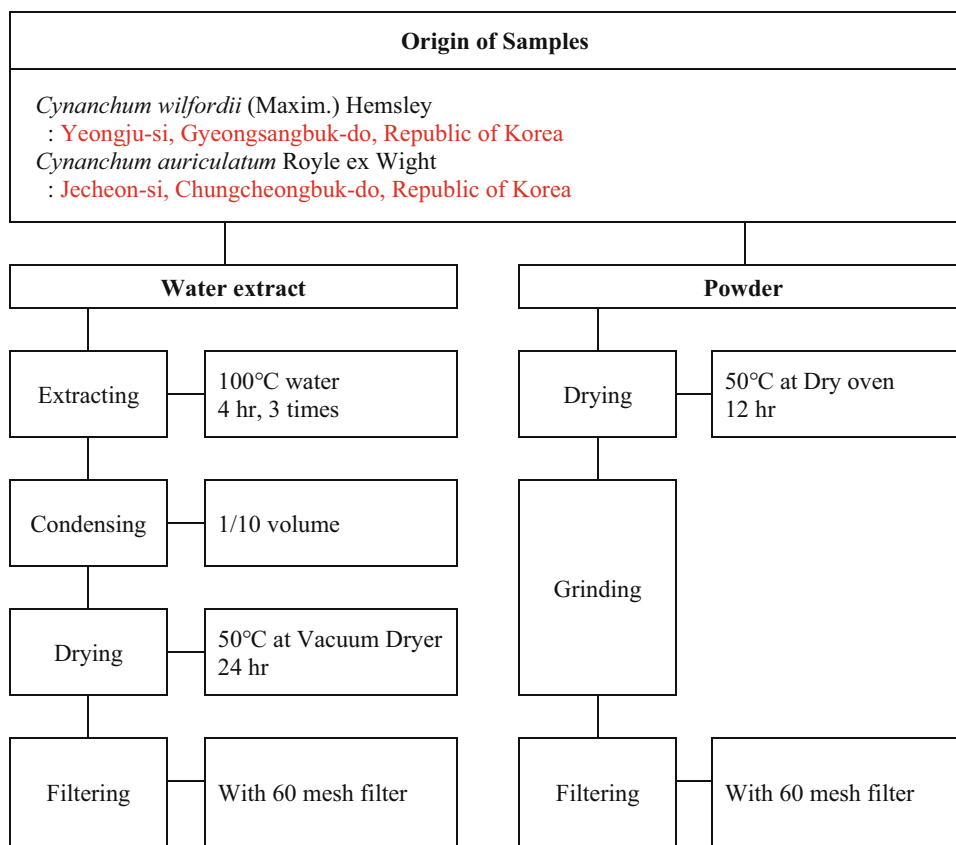 Origin of Samples
Cynanchum wilfordii (Maxim.) Hemsley
: Yeongju-si, Gyeongsangbuk-do, Republic of Korea
Cynanchum auriculatum Royle ex Wight
: Jecheon-si, Chungcheongbuk-do, Republic of Korea
Water extract
Extracting
100℃ water
4 hr, 3 times
Condensing
1/10 volume
Drying
50℃ at Vacuum Dryer
24 hr
Filtering
With 60 mesh filter
Powder
Drying
50℃ at Dry oven
12 hr
Grinding
Filtering
With 60 mesh filter